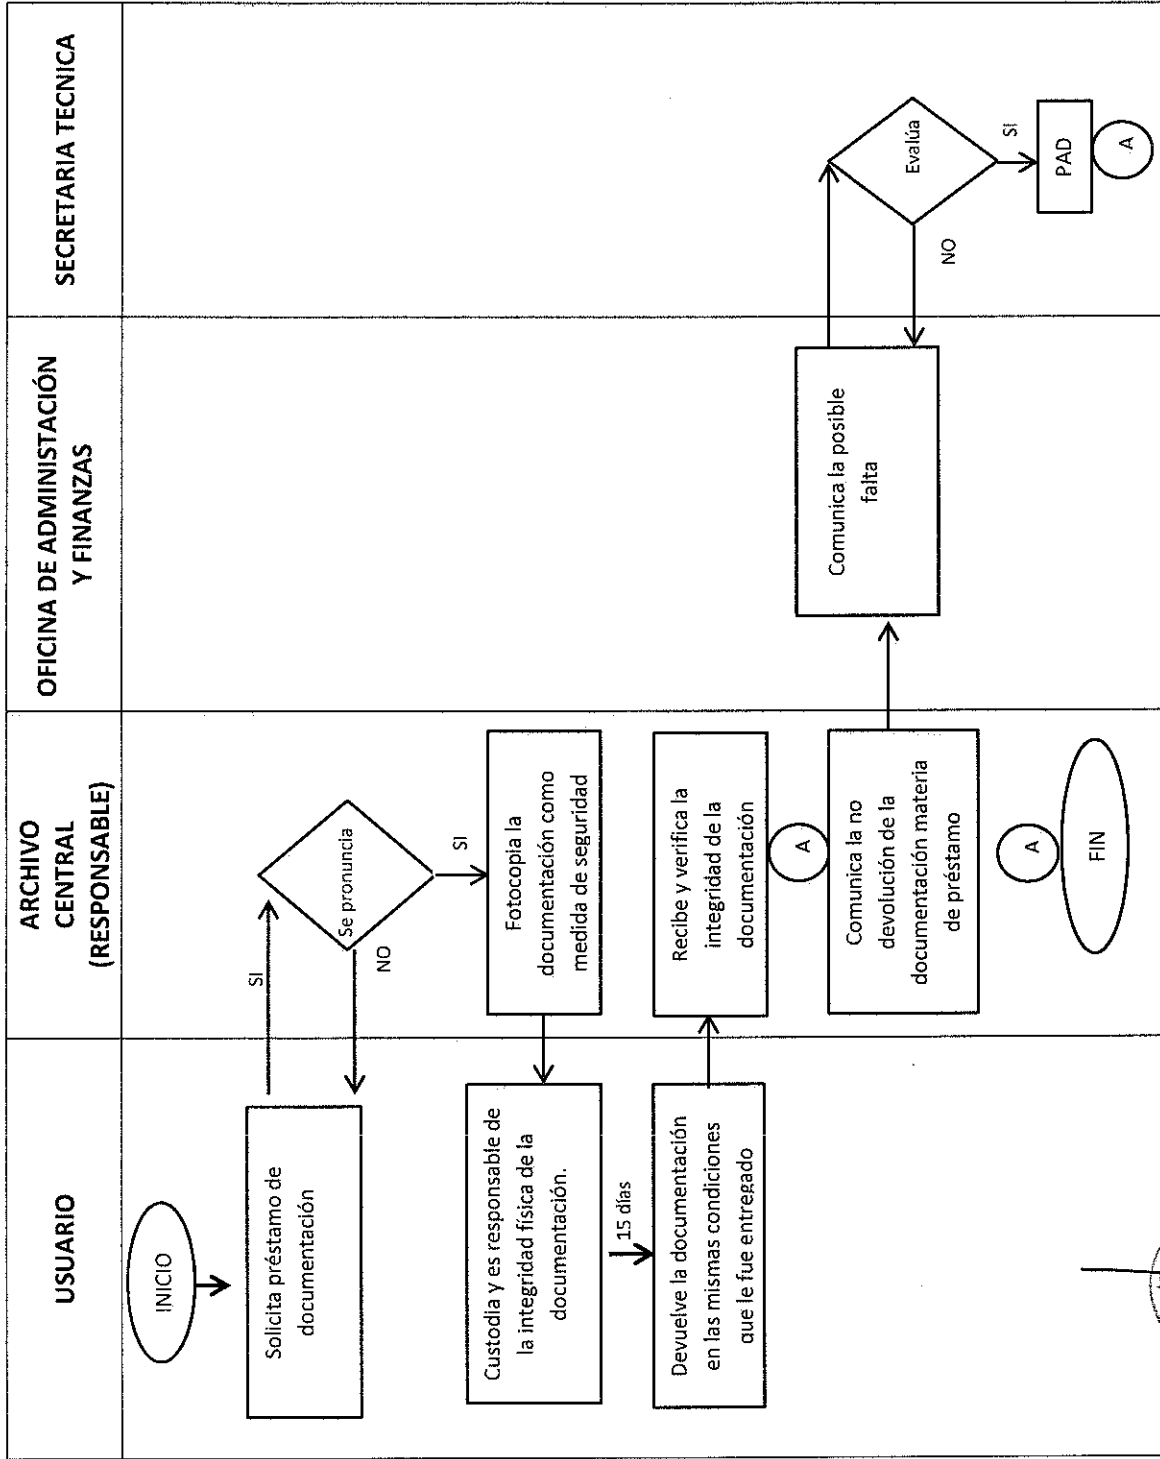 USUARIO
ARCHIVO
CENTRAL
(RESPONSABLE)
OFICINA DE ADMINISTACIÓN
Y FINANZAS
SECRETARIA TECNICA
INICIO
Solicita préstamo de
documentación
SI
Se pronuncia
NO
SI
Fotocopia la
documentación como
medida de seguridad
Custodia y es responsable de
la integridad física de la
documentación.
15 días
Devuelve la documentación
en las mismas condiciones
que le fue entregado
Recibe y verifica la
integridad de la
documentación
A
Comunica la no
devolución de la
documentación materia
de préstamo
Comunica la posible
falta
Evalúa
NO
SI
PAD
A
A
FIN